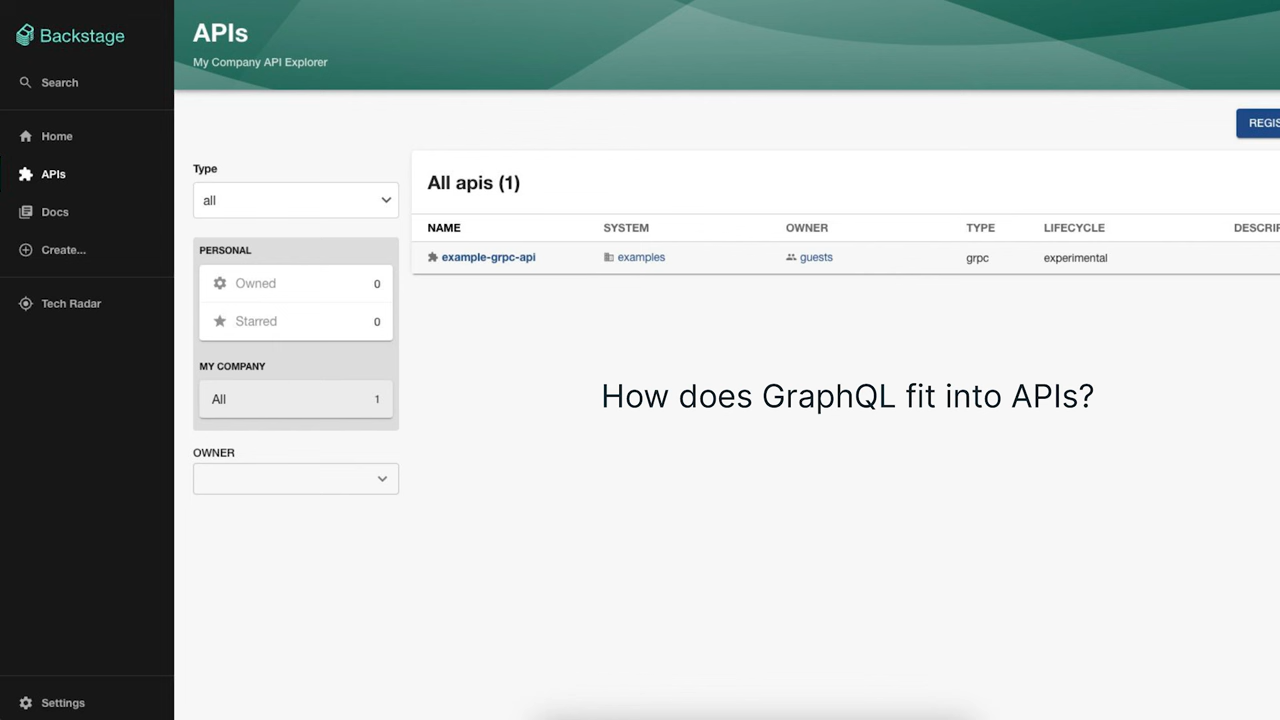 Backstage
Search
Home
APIs
Docs
Create...
Tech Radar
Settings
APIs
My Company API Explorer
REGIS
Type
all
PERSONAL
Owned 0
Starred 0
MY COMPANY
All 1
OWNER
All apis (1)
NAME SYSTEM OWNER TYPE LIFECYCLE DESCRIP
example-grpc-api examples guests grpc experimental
How does GraphQL fit into APIs?